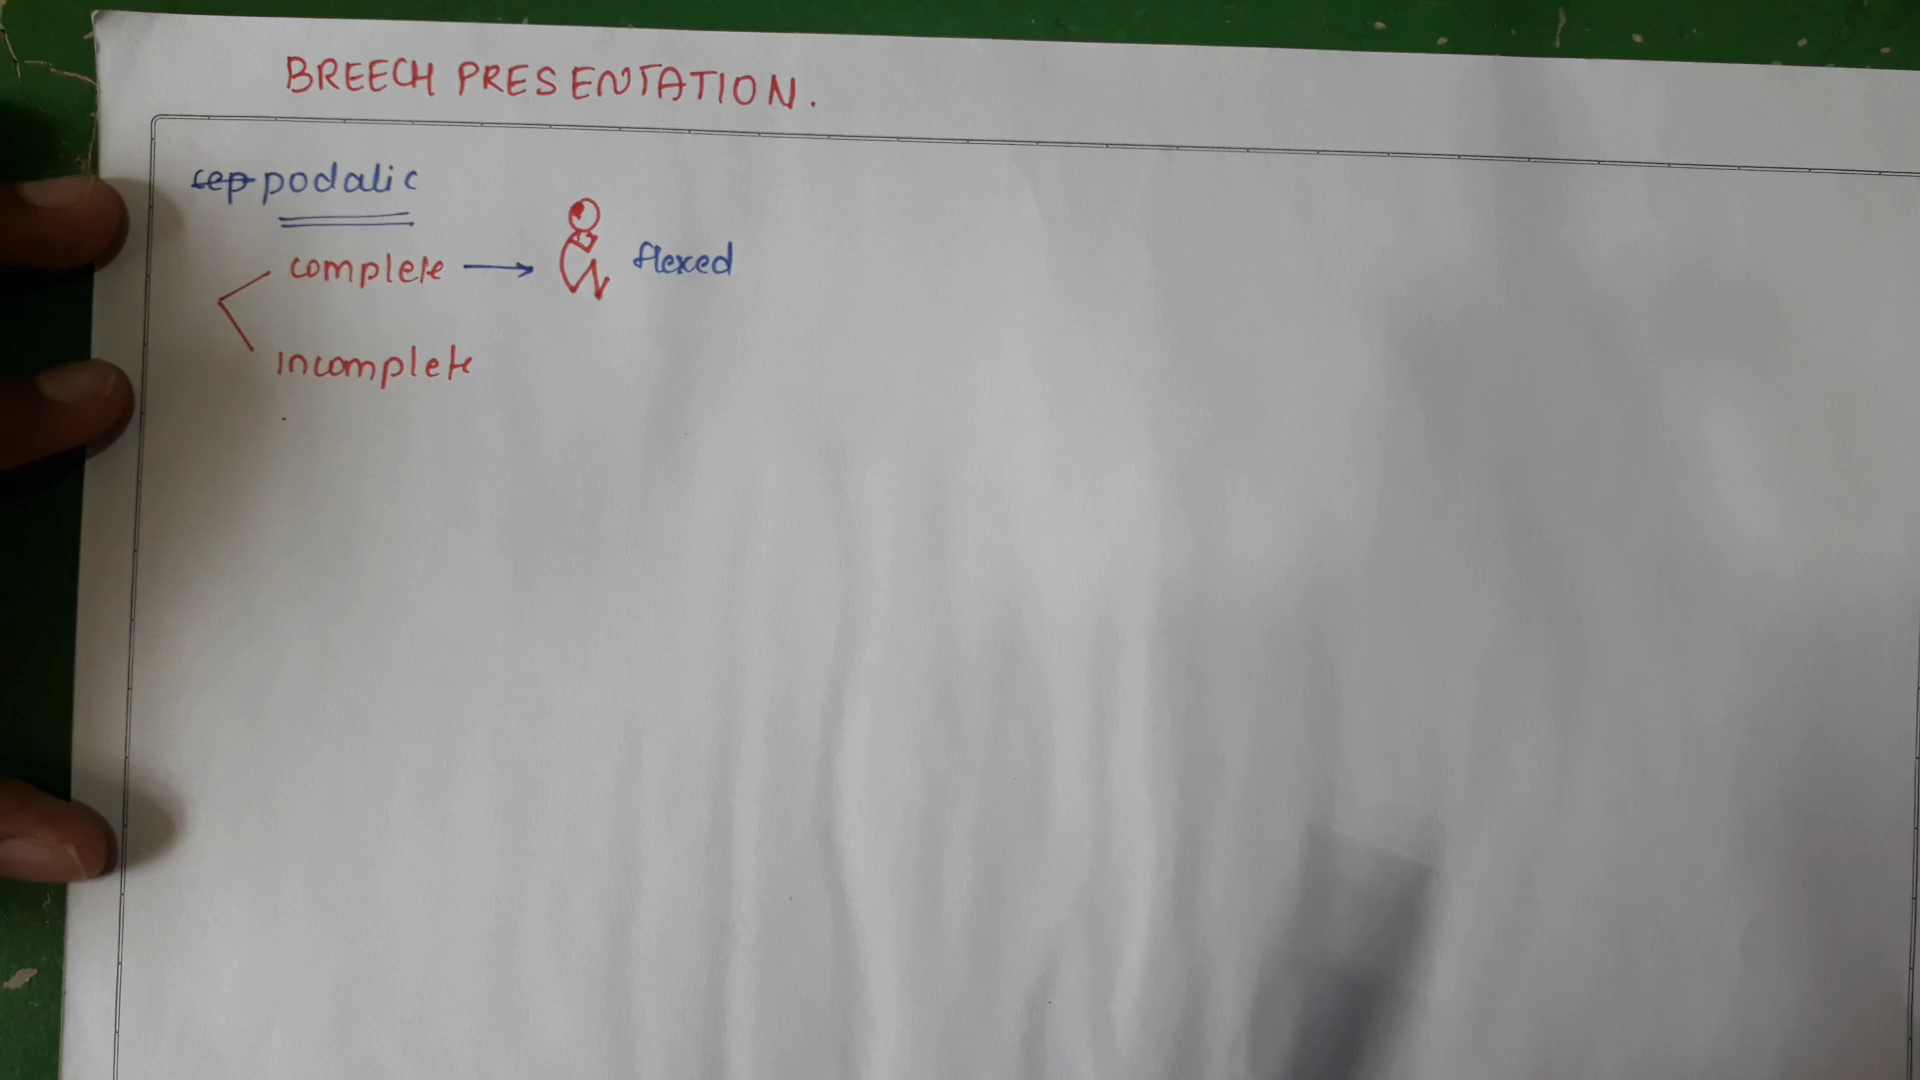 BREECH PRESENTATION.
cep podalic
complete → flexed
incomplete